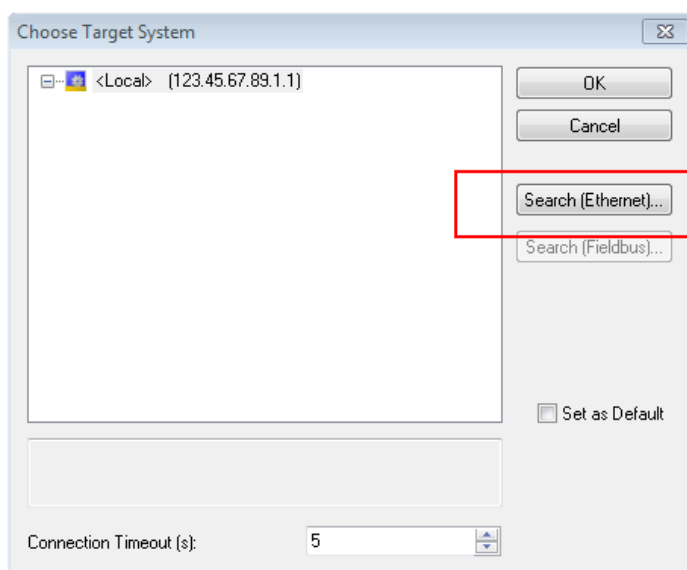 Choose Target System
<Local> (123.45.67.89.1.1)
OK
Cancel
Search (Ethernet)...
Search (Fieldbus)...
Set as Default
Connection Timeout (s):
5